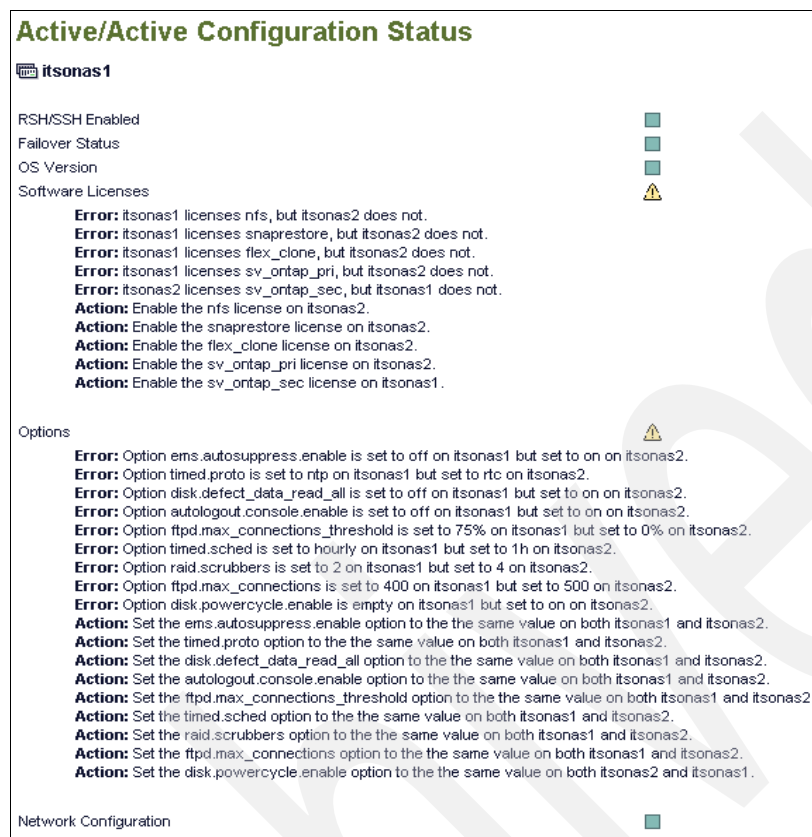 Active/Active Configuration Status
itsonas1
RSH/SSH Enabled
Failover Status
OS Version
Software Licenses
Error: itsonas1 licenses nfs, but itsonas2 does not.
Error: itsonas1 licenses snaprestore, but itsonas2 does not.
Error: itsonas1 licenses flex_clone, but itsonas2 does not.
Error: itsonas1 licenses sv_ontap_pri, but itsonas2 does not.
Error: itsonas2 licenses sv_ontap_sec, but itsonas1 does not.
Action: Enable the nfs license on itsonas2.
Action: Enable the snaprestore license on itsonas2.
Action: Enable the flex_clone license on itsonas2.
Action: Enable the sv_ontap_pri license on itsonas2.
Action: Enable the sv_ontap_sec license on itsonas1.
Options
Error: Option ems.autosuppress.enable is set to off on itsonas1 but set to on on itsonas2.
Error: Option timed.proto is set to ntp on itsonas1 but set to rtc on itsonas2.
Error: Option disk.defect_data_read_all is set to off on itsonas1 but set to on on itsonas2.
Error: Option autologout.console.enable is set to off on itsonas1 but set to on on itsonas2.
Error: Option ftpd.max_connections_threshold is set to 75% on itsonas1 but set to 0% on itsonas2.
Error: Option timed.sched is set to hourly on itsonas1 but set to 1h on itsonas2.
Error: Option raid.scrubbers is set to 2 on itsonas1 but set to 4 on itsonas2.
Error: Option ftpd.max_connections is set to 400 on itsonas1 but set to 500 on itsonas2.
Error: Option disk.powercycle.enable is empty on itsonas1 but set to on on itsonas2.
Action: Set the ems.autosuppress.enable option to the the same value on both itsonas1 and itsonas2.
Action: Set the timed.proto option to the the same value on both itsonas1 and itsonas2.
Action: Set the disk.defect_data_read_all option to the the same value on both itsonas1 and itsonas2.
Action: Set the autologout.console.enable option to the the same value on both itsonas1 and itsonas2.
Action: Set the ftpd.max_connections_threshold option to the the same value on both itsonas1 and itsonas2
Action: Set the timed.sched option to the the same value on both itsonas1 and itsonas2.
Action: Set the raid.scrubbers option to the the same value on both itsonas1 and itsonas2.
Action: Set the ftpd.max_connections option to the the same value on both itsonas1 and itsonas2.
Action: Set the disk.powercycle.enable option to the the same value on both itsonas2 and itsonas1.
Network Configuration